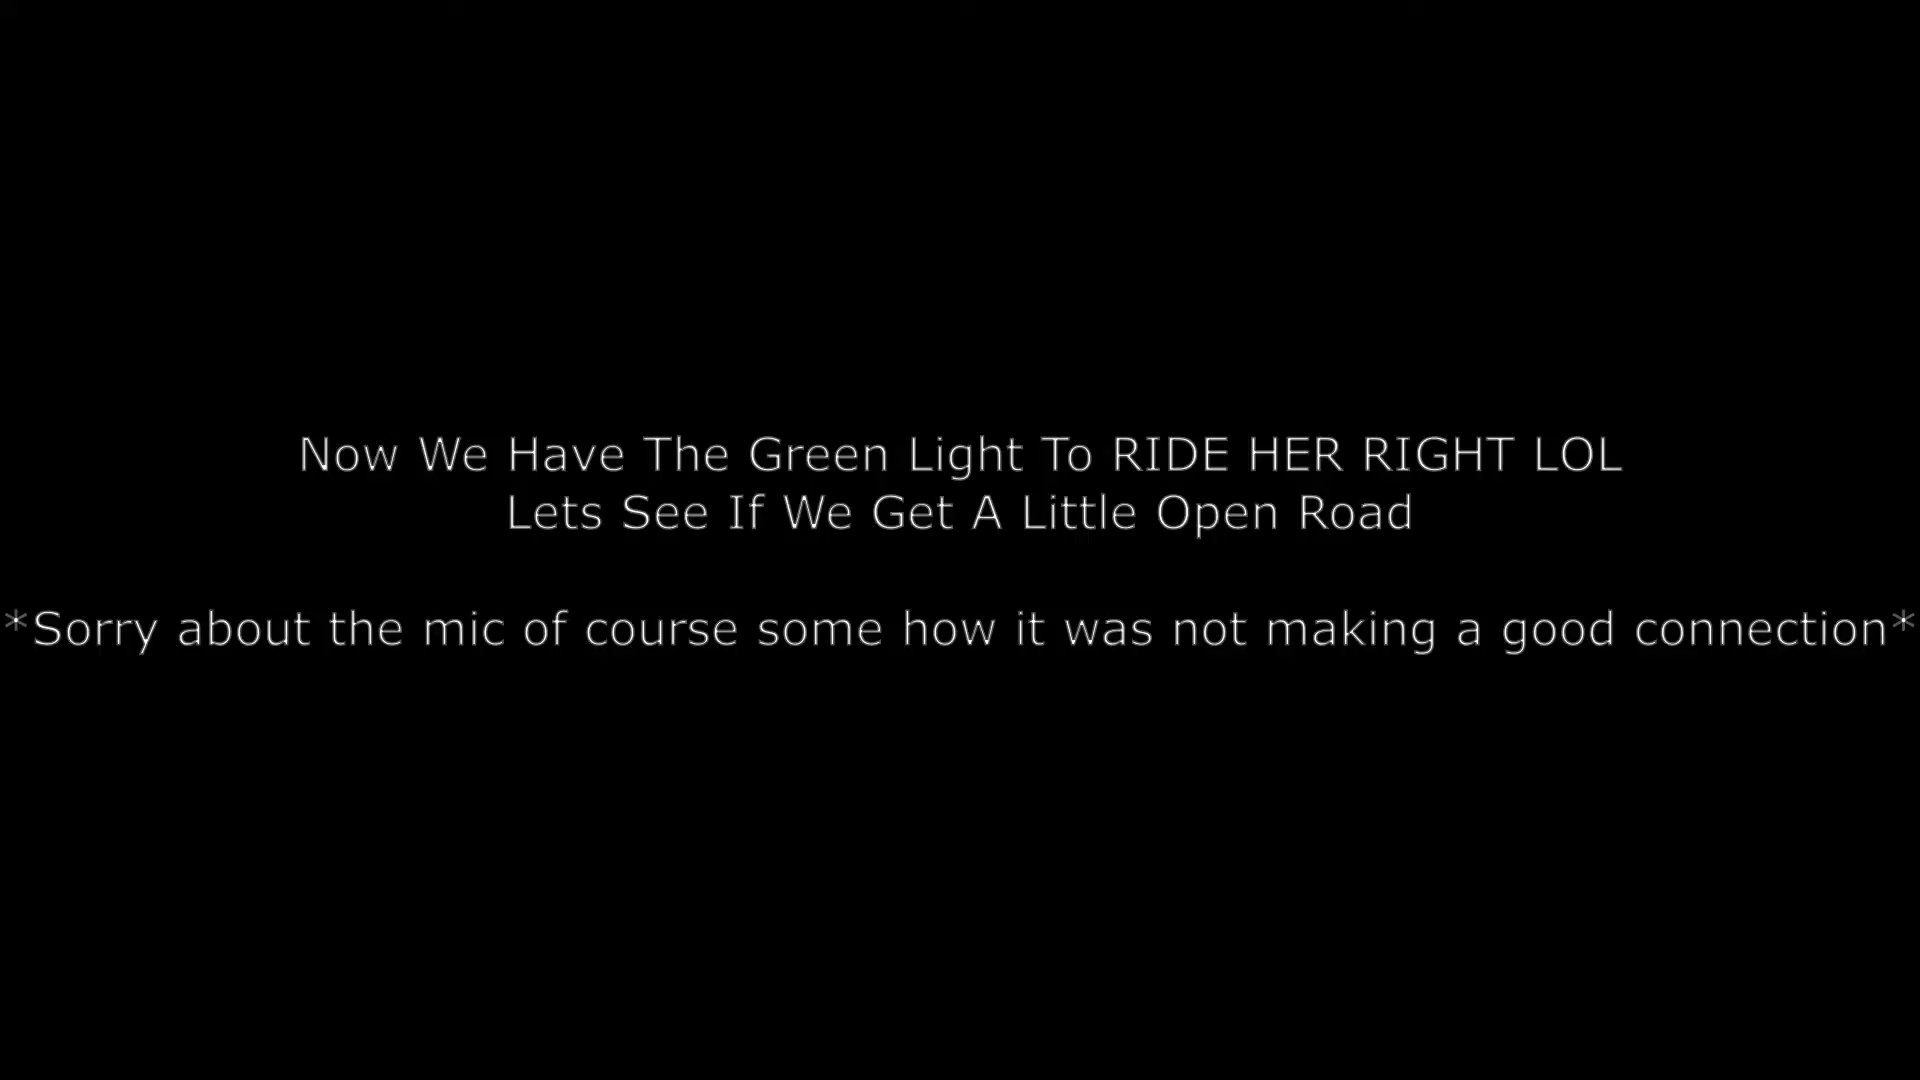 Now We Have The Green Light To RIDE HER RIGHT LOL
Lets See If We Get A Little Open Road
*Sorry about the mic of course some how it was not making a good connection*